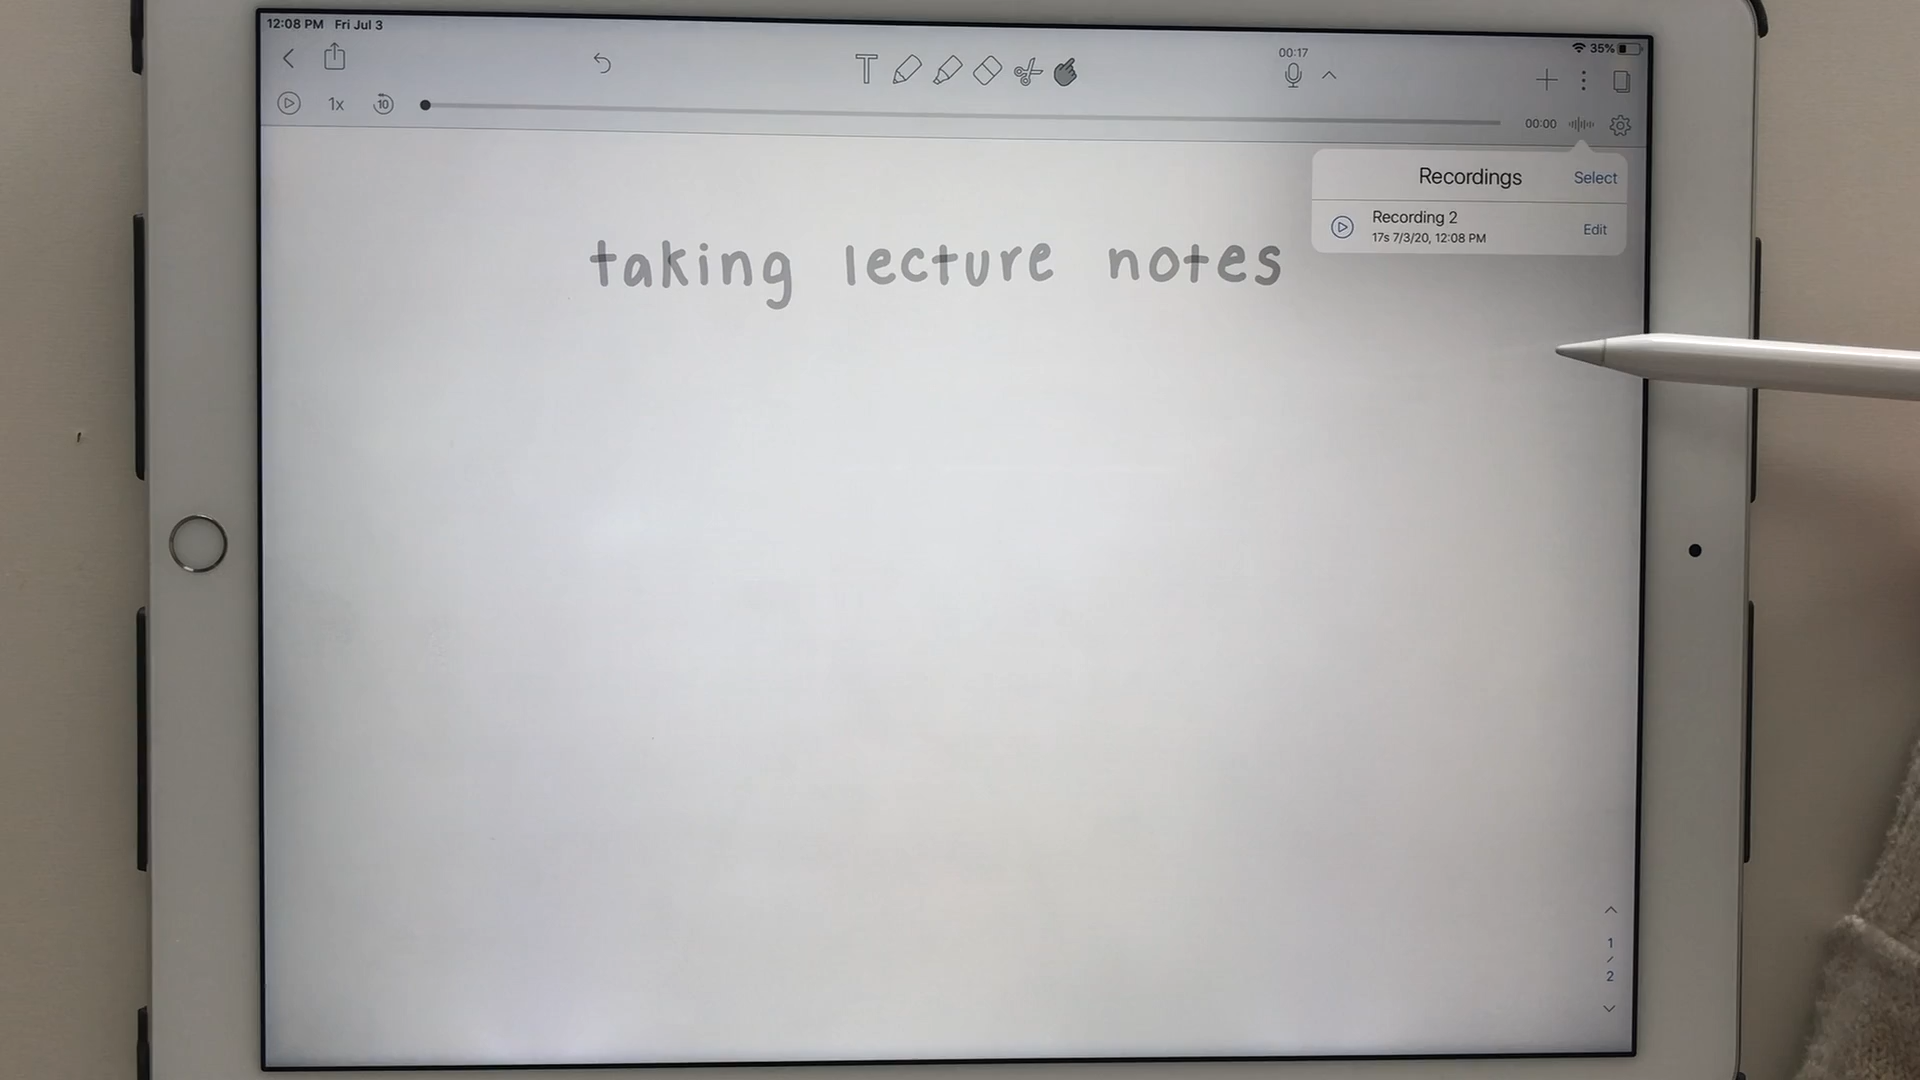 12:08 PM Fri Jul 3
35%
T
00:17
1x
10
00:00
Recordings
Select
Recording 2
17s 7/3/20, 12:08 PM
Edit
taking lecture notes
1
/
2